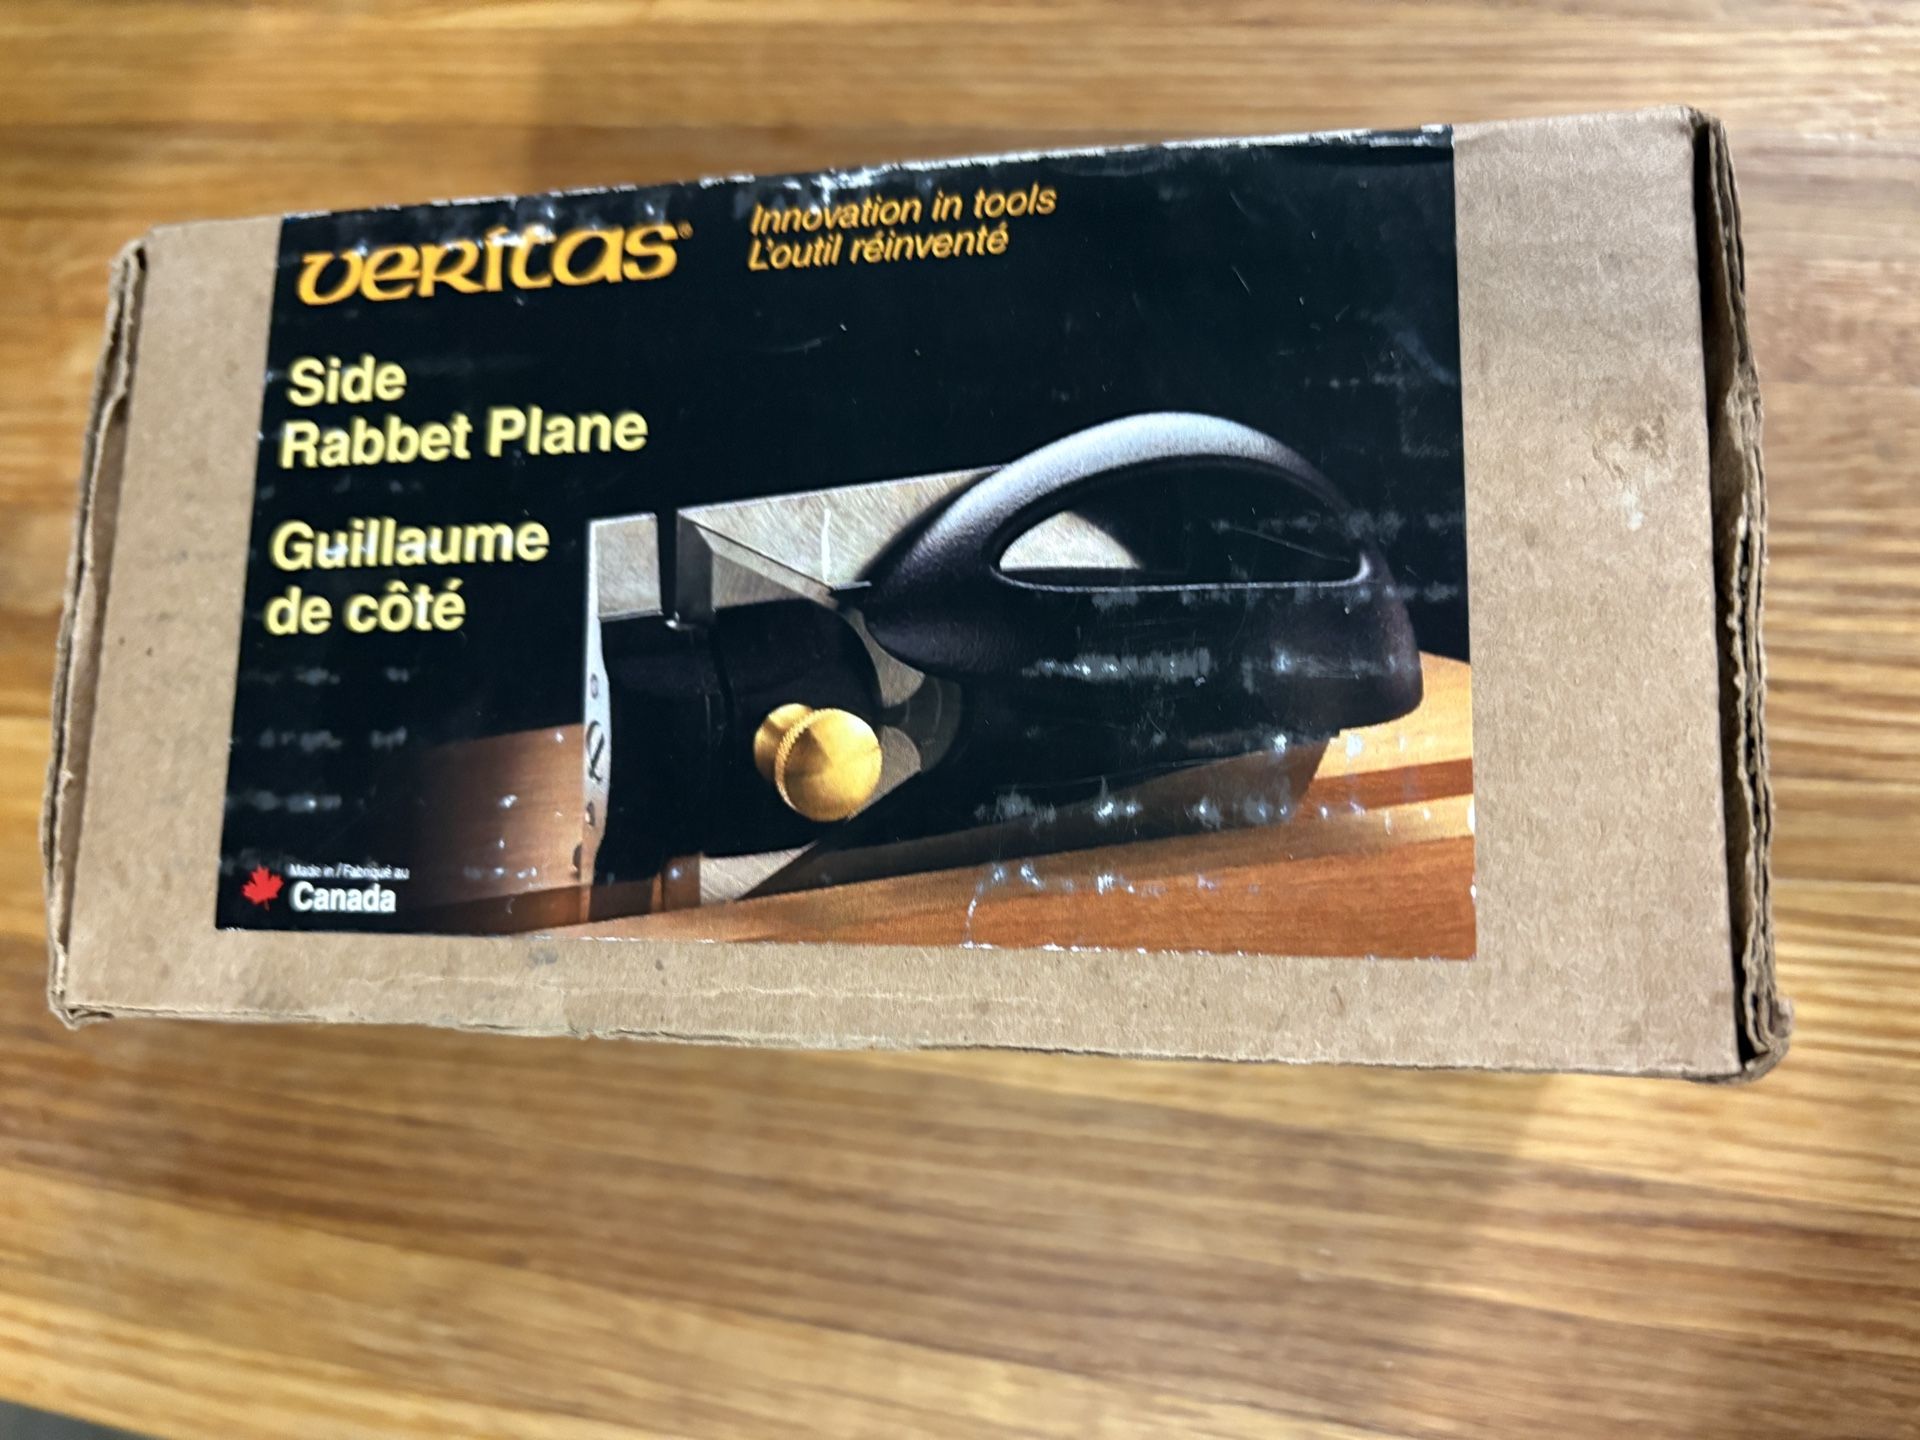 veritas®
Innovation in tools
L'outil réinventé
Side
Rabbet Plane
Guillaume
de côté
Made in / Fabriqué au
Canada